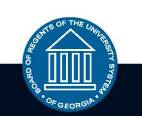 BOARD OF REGENTS OF THE UNIVERSITY SYSTEM
OF GEORGIA